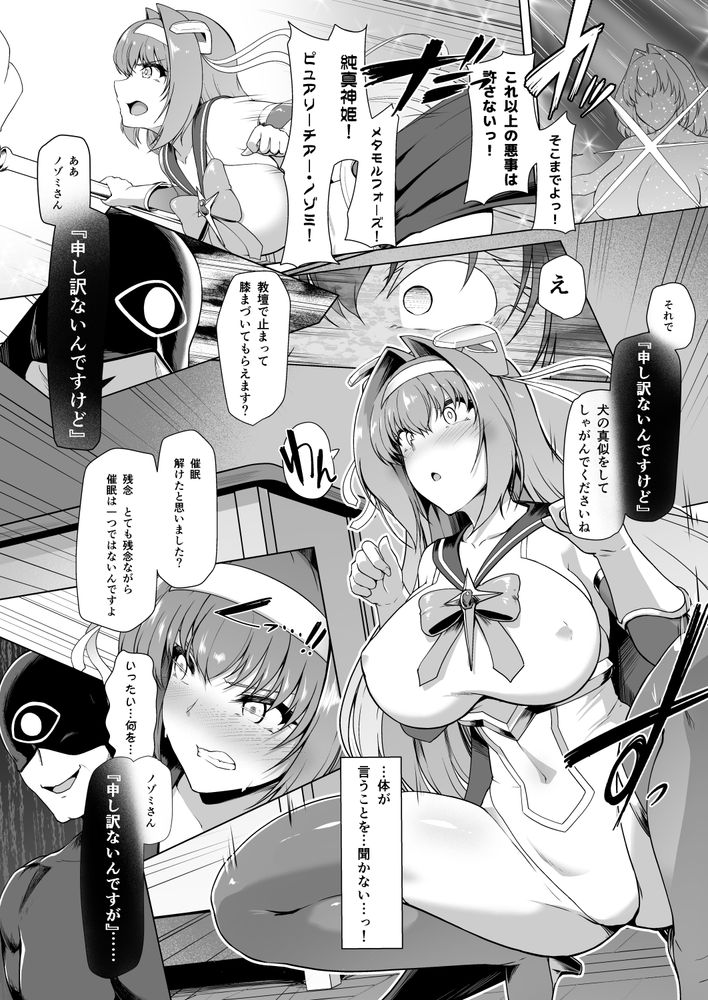 そこまでよっ！
これ以上の悪事は
許さないっ！
メタモルフォーズ！
純真神姫！
ピュアリーチアー・ノゾミ！
ああ
ノゾミさん
『申し訳ないんですけど』
え
教壇で止まって
膝まづいてもらえます？
それで
『申し訳ないんですけど』
犬の真似をして
しゃがんでくださいね
わんっ
催眠
解けたと思いました？
残念　とても残念ながら
催眠は一つではないんですよ
……っ!!
いったい…何を…
ノゾミさん
『申し訳ないんですが』……
…体が
言うことを…聞かない…っ！